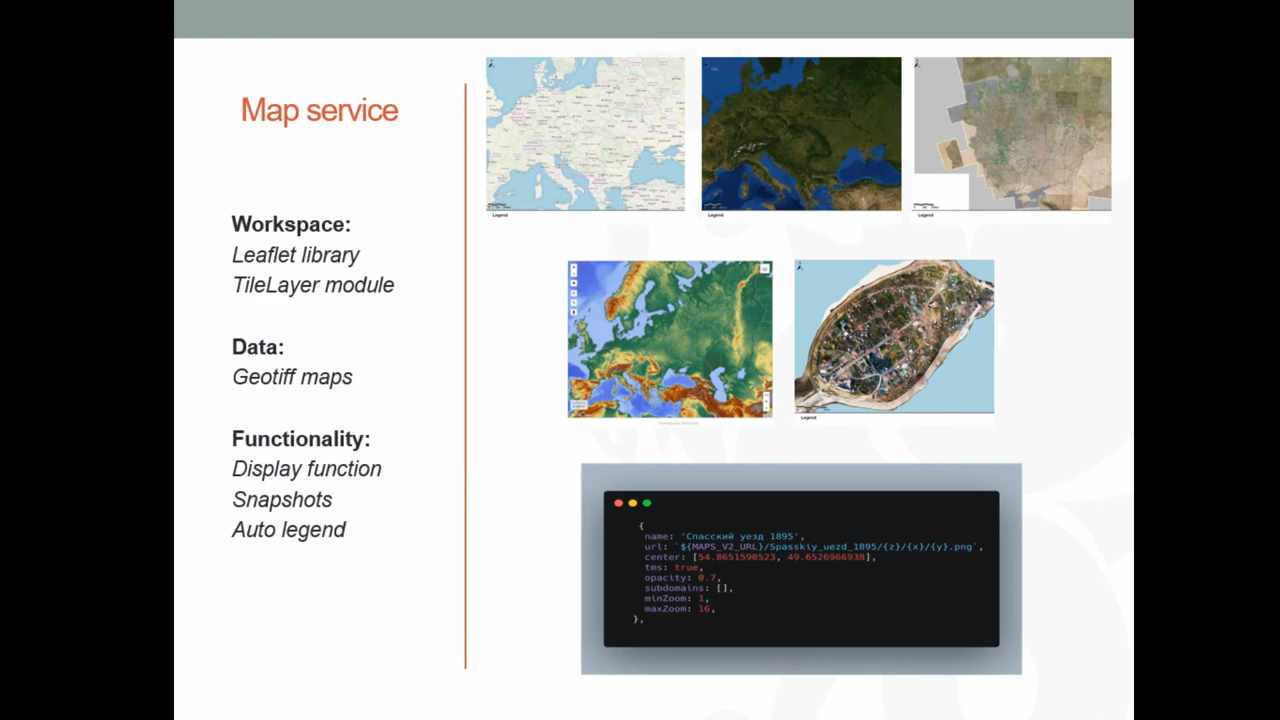 Map service
Workspace:
Leaflet library
TileLayer module
Data:
Geotiff maps
Functionality:
Display function
Snapshots
Auto legend
Legend
Legend
Legend
Legend
{
name: 'Спасский уезд 1895',
url: `${MAPS_V2_URL}/Spasskiy_uezd_1895/{z}/{x}/{y}.png`,
center: [54.8651590523, 49.6526966938],
tms: true,
opacity: 0.7,
subdomains: [],
minZoom: 1,
maxZoom: 16,
},